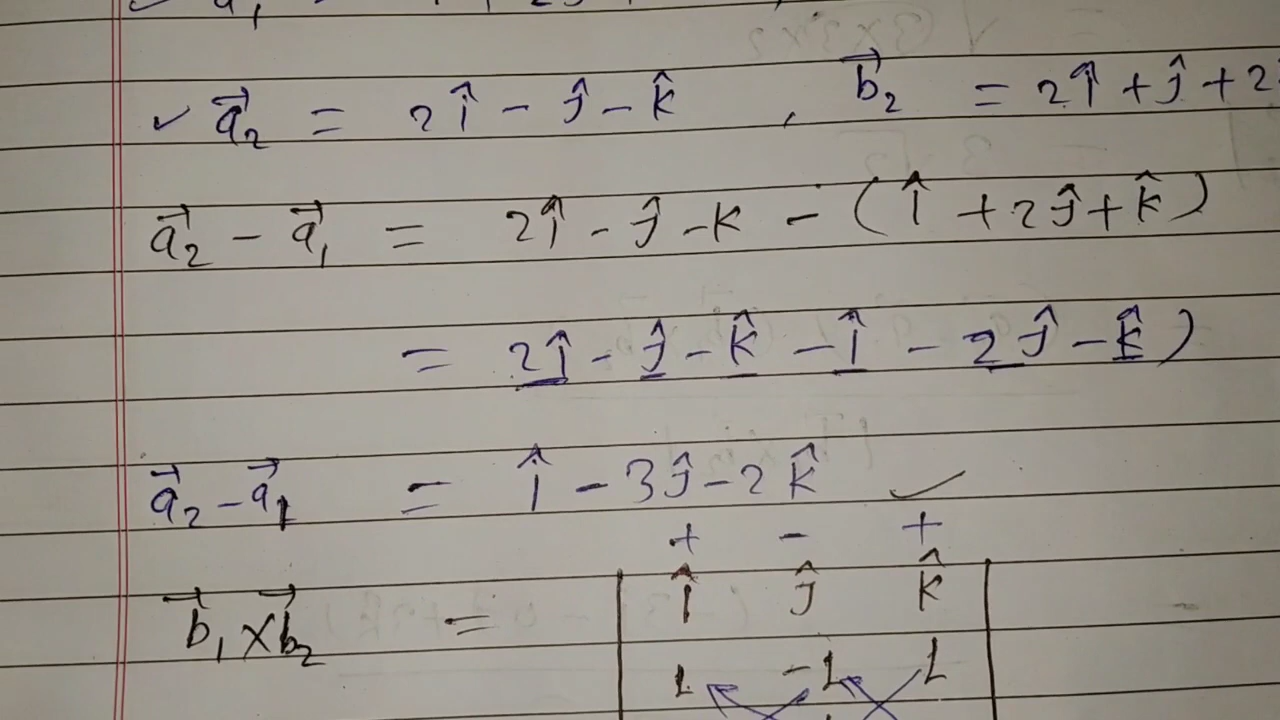 ✓ a⃗₂ = 2î - ĵ - k̂ , b⃗₂ = 2î + ĵ + 2
a⃗₂ - a⃗₁ = 2î - ĵ - k - (î + 2ĵ + k̂)
= 2î - ĵ - k̂ - î - 2ĵ - k̂)
a⃗₂ - a⃗₁ = î - 3ĵ - 2k̂ ✓
+ - +
b⃗₁ × b⃗₂ = | î ĵ k̂ |
1 -1 1